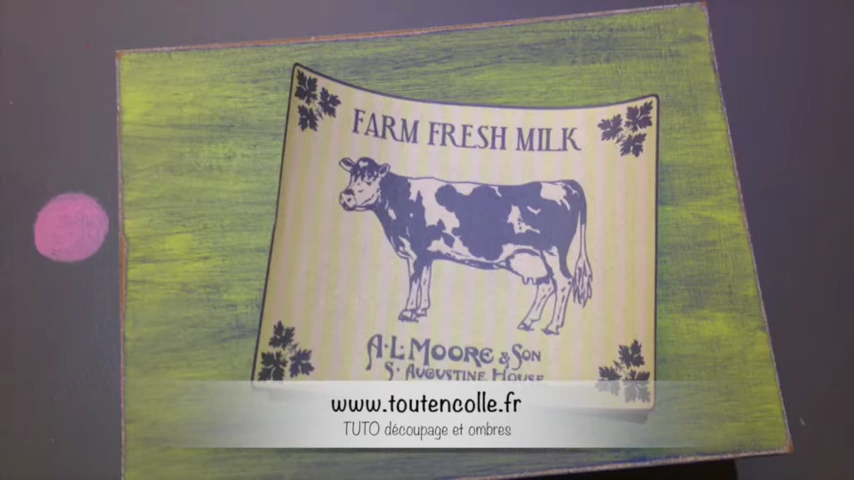 FARM FRESH MILK
A·L·MOORE & SON
S· AUGUSTINE HOUSE
www.toutencolle.fr
TUTO découpage et ombres